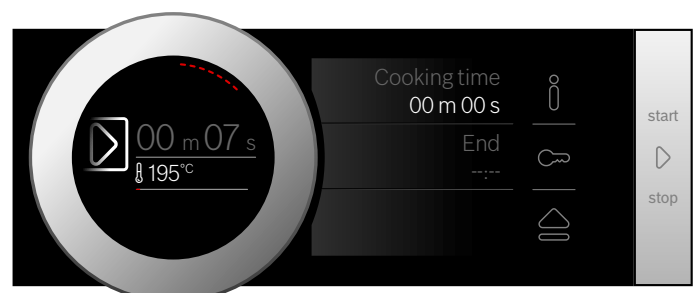 00 m 07 s
195°C
Cooking time
00 m 00 s
End
--:--
start
stop